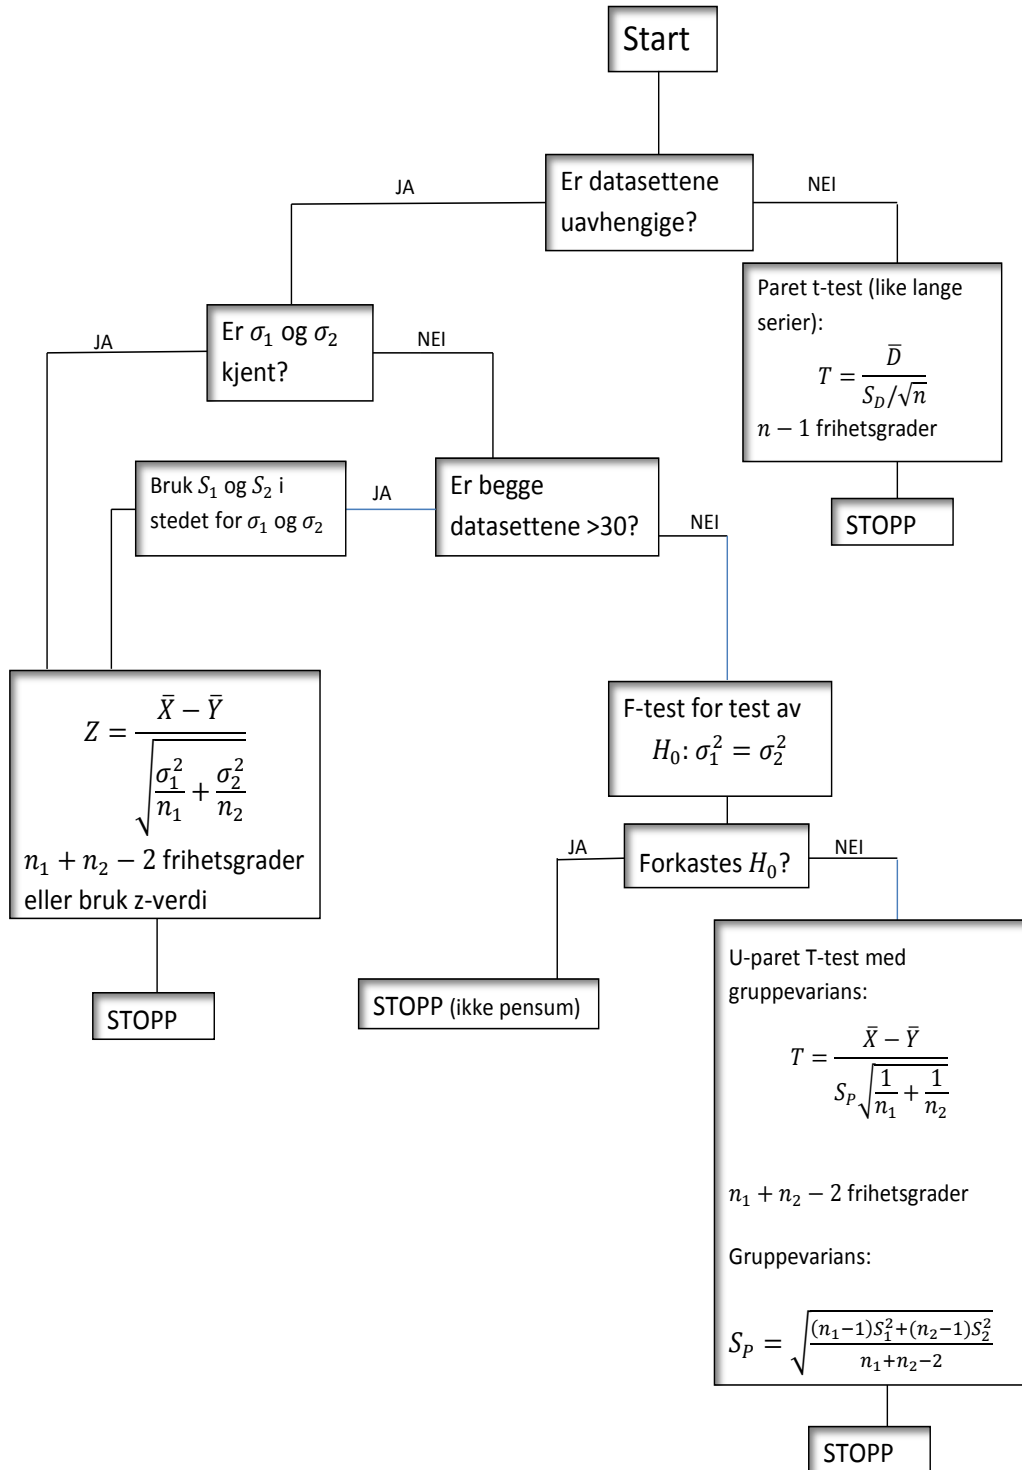 Start
Er datasettene
uavhengige?
JA
NEI
Paret t-test (like lange
serier):
T = D̄ / (S_D/√n)
n − 1 frihetsgrader
STOPP
Er σ₁ og σ₂
kjent?
JA
NEI
Er begge
datasettene >30?
JA
NEI
Bruk S₁ og S₂ i
stedet for σ₁ og σ₂
Z = (X̄ − Ȳ) / √(σ₁²/n₁ + σ₂²/n₂)
n₁ + n₂ − 2 frihetsgrader
eller bruk z-verdi
STOPP
F-test for test av
H₀: σ₁² = σ₂²
Forkastes H₀?
JA
NEI
STOPP (ikke pensum)
U-paret T-test med
gruppevarians:
T = (X̄ − Ȳ) / (S_P √(1/n₁ + 1/n₂))
n₁ + n₂ − 2 frihetsgrader
Gruppevarians:
S_P = √(((n₁−1)S₁²+(n₂−1)S₂²) / (n₁+n₂−2))
STOPP